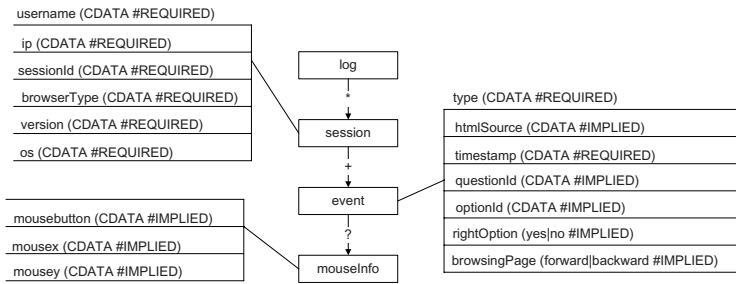 username (CDATA #REQUIRED)
ip (CDATA #REQUIRED)
sessionId (CDATA #REQUIRED)
browserType (CDATA #REQUIRED)
version (CDATA #REQUIRED)
os (CDATA #REQUIRED)
log
*
session
+
event
?
mouseInfo
mousebutton (CDATA #IMPLIED)
mousex (CDATA #IMPLIED)
mousey (CDATA #IMPLIED)
type (CDATA #REQUIRED)
htmlSource (CDATA #IMPLIED)
timestamp (CDATA #REQUIRED)
questionId (CDATA #IMPLIED)
optionId (CDATA #IMPLIED)
rightOption (yes|no #IMPLIED)
browsingPage (forward|backward #IMPLIED)